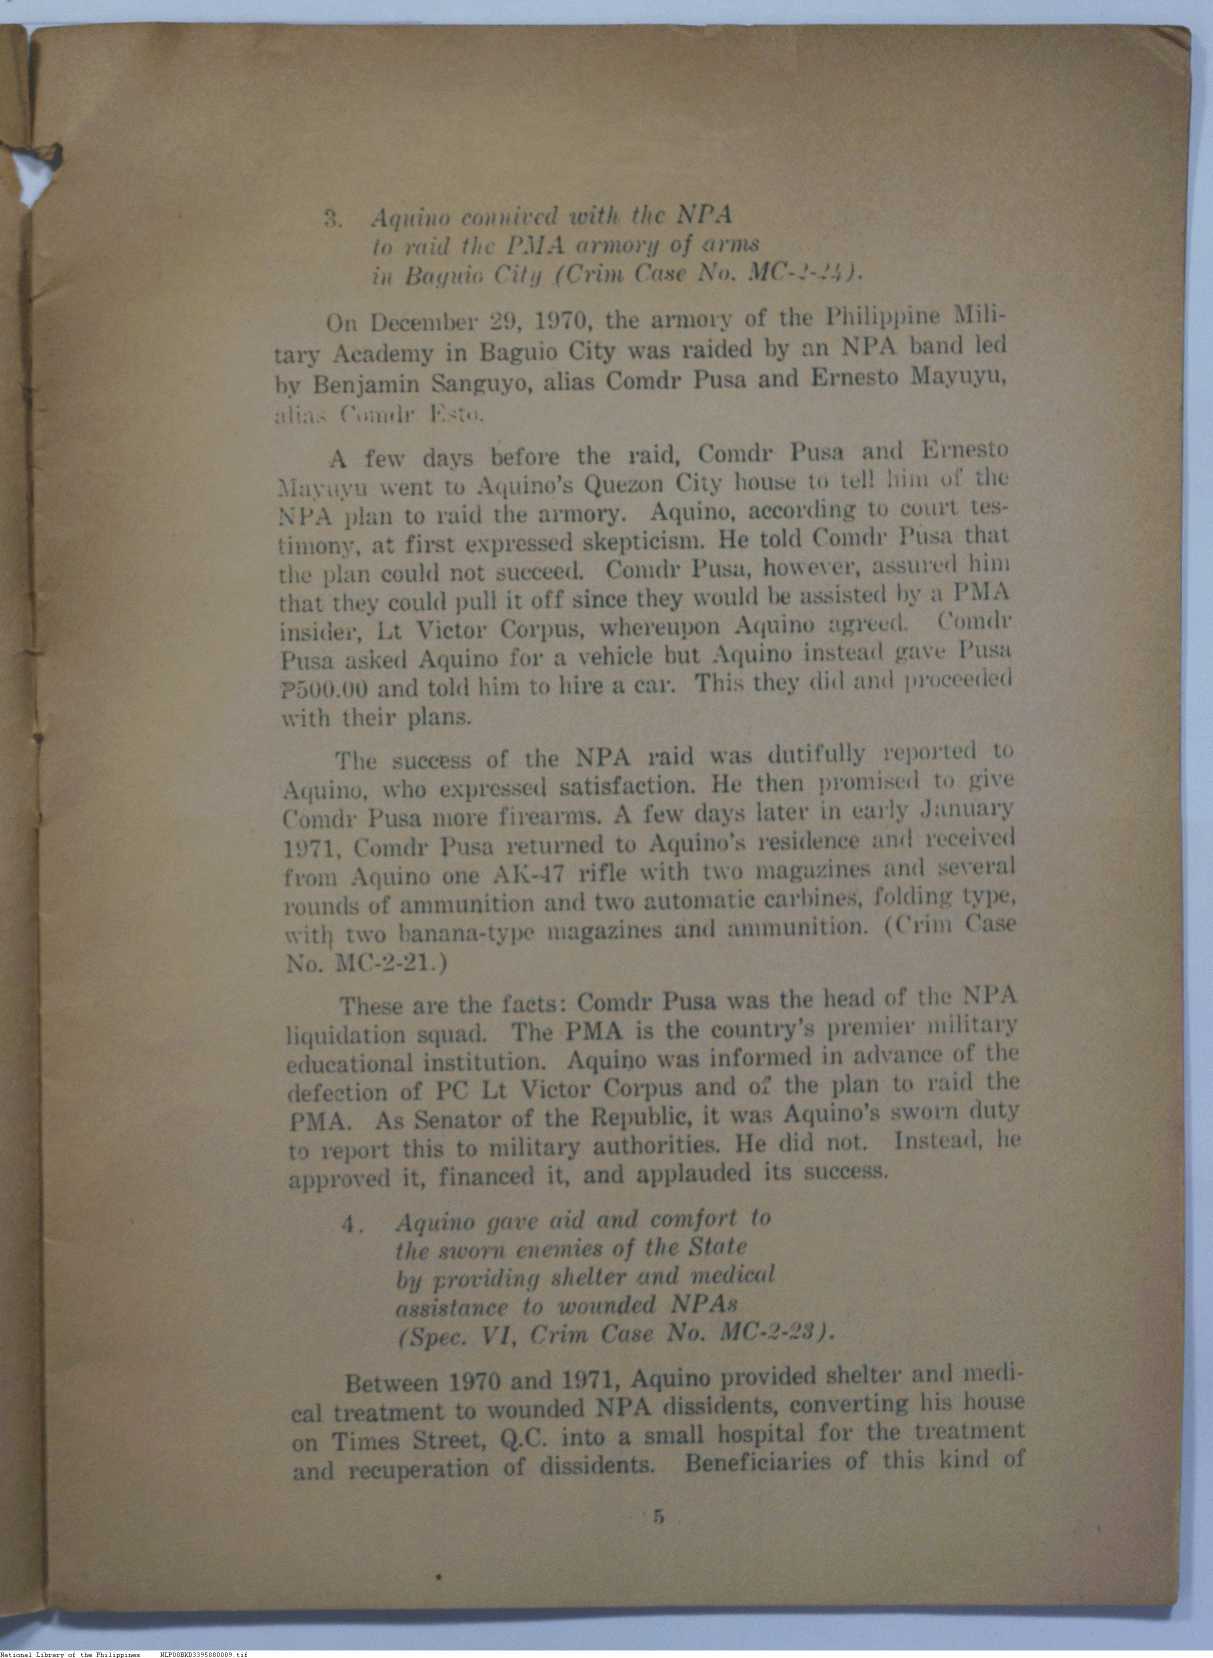 3. Aquino connived with the NPA
to raid the PMA armory of arms
in Baguio City (Crim Case No. MC-2-24).
On December 29, 1970, the armory of the Philippine Mili-
tary Academy in Baguio City was raided by an NPA band led
by Benjamin Sanguyo, alias Comdr Pusa and Ernesto Mayuyu,
alias Comdr Esto.
A few days before the raid, Comdr Pusa and Ernesto
Mayuyu went to Aquino's Quezon City house to tell him of the
NPA plan to raid the armory. Aquino, according to court tes-
timony, at first expressed skepticism. He told Comdr Pusa that
the plan could not succeed. Comdr Pusa, however, assured him
that they could pull it off since they would be assisted by a PMA
insider, Lt Victor Corpus, whereupon Aquino agreed. Comdr
Pusa asked Aquino for a vehicle but Aquino instead gave Pusa
₱500.00 and told him to hire a car. This they did and proceeded
with their plans.
The success of the NPA raid was dutifully reported to
Aquino, who expressed satisfaction. He then promised to give
Comdr Pusa more firearms. A few days later in early January
1971, Comdr Pusa returned to Aquino's residence and received
from Aquino one AK-47 rifle with two magazines and several
rounds of ammunition and two automatic carbines, folding type,
with two banana-type magazines and ammunition. (Crim Case
No. MC-2-21.)
These are the facts: Comdr Pusa was the head of the NPA
liquidation squad. The PMA is the country's premier military
educational institution. Aquino was informed in advance of the
defection of PC Lt Victor Corpus and of the plan to raid the
PMA. As Senator of the Republic, it was Aquino's sworn duty
to report this to military authorities. He did not. Instead, he
approved it, financed it, and applauded its success.
4. Aquino gave aid and comfort to
the sworn enemies of the State
by providing shelter and medical
assistance to wounded NPAs
(Spec. VI, Crim Case No. MC-2-23).
Between 1970 and 1971, Aquino provided shelter and medi-
cal treatment to wounded NPA dissidents, converting his house
on Times Street, Q.C. into a small hospital for the treatment
and recuperation of dissidents. Beneficiaries of this kind of
5
National Library of the Philippines NLP00BKD3395880009.tif